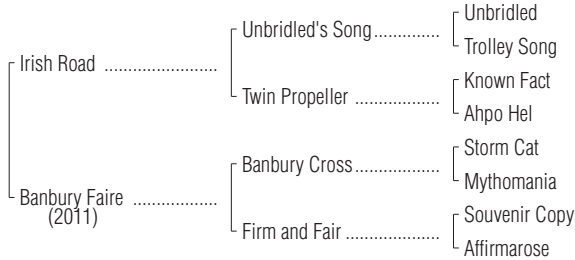 Unbridled
Unbridled's Song..............
Trolley Song
Irish Road .......................
Known Fact
Twin Propeller ..................
Ahpo Hel
Storm Cat
Banbury Cross..................
Mythomania
Banbury Faire .................
(2011)
Souvenir Copy
Firm and Fair ....................
Affirmarose